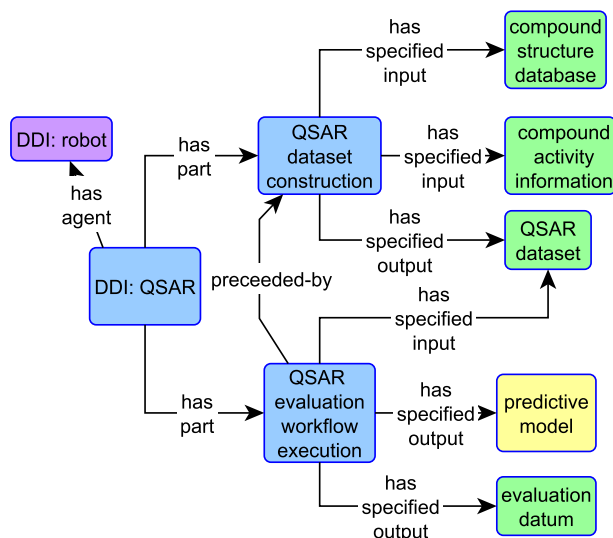 has
specified
input
compound
structure
database
DDI: robot
has
part
QSAR
dataset
construction
has
specified
input
compound
activity
information
has
agent
has
specified
output
QSAR
dataset
DDI: QSAR
preceeded-by
has
specified
input
has
part
QSAR
evaluation
workflow
execution
has
specified
output
predictive
model
has
specified
output
evaluation
datum